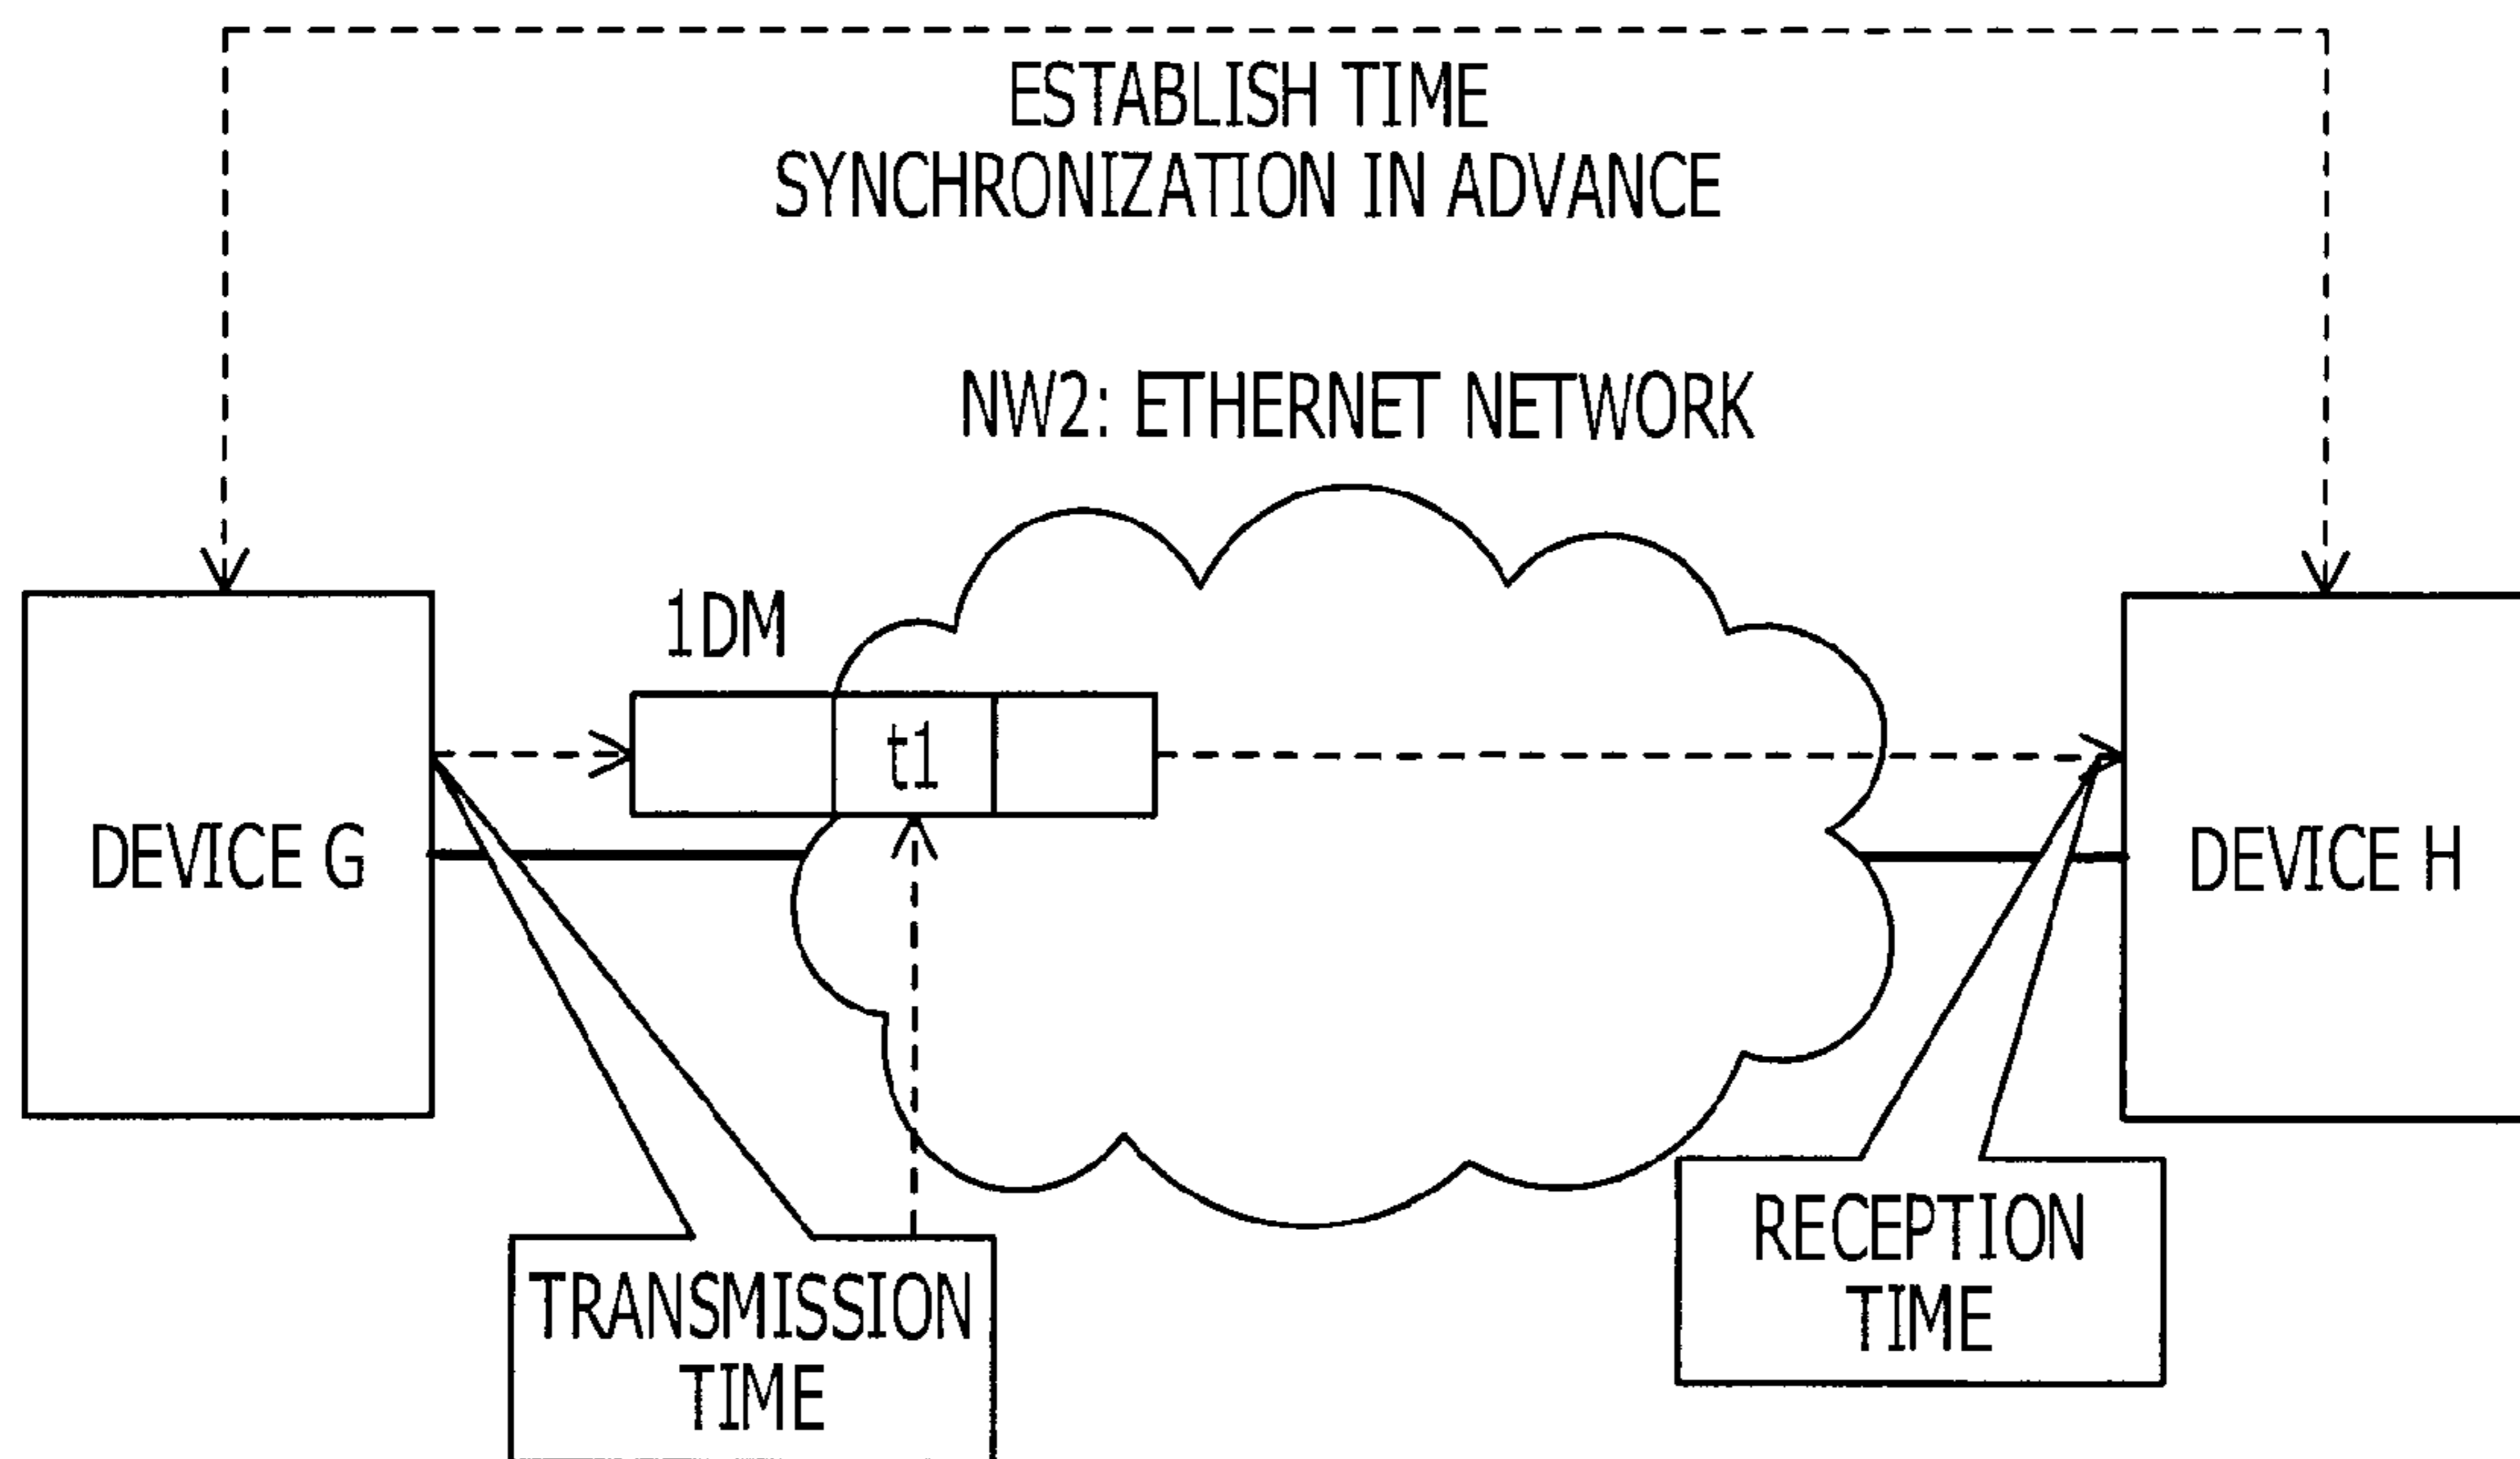 ESTABLISH TIME
SYNCHRONIZATION IN ADVANCE
NW2: ETHERNET NETWORK
1DM
t1
DEVICE G
DEVICE H
TRANSMISSION
TIME
RECEPTION
TIME